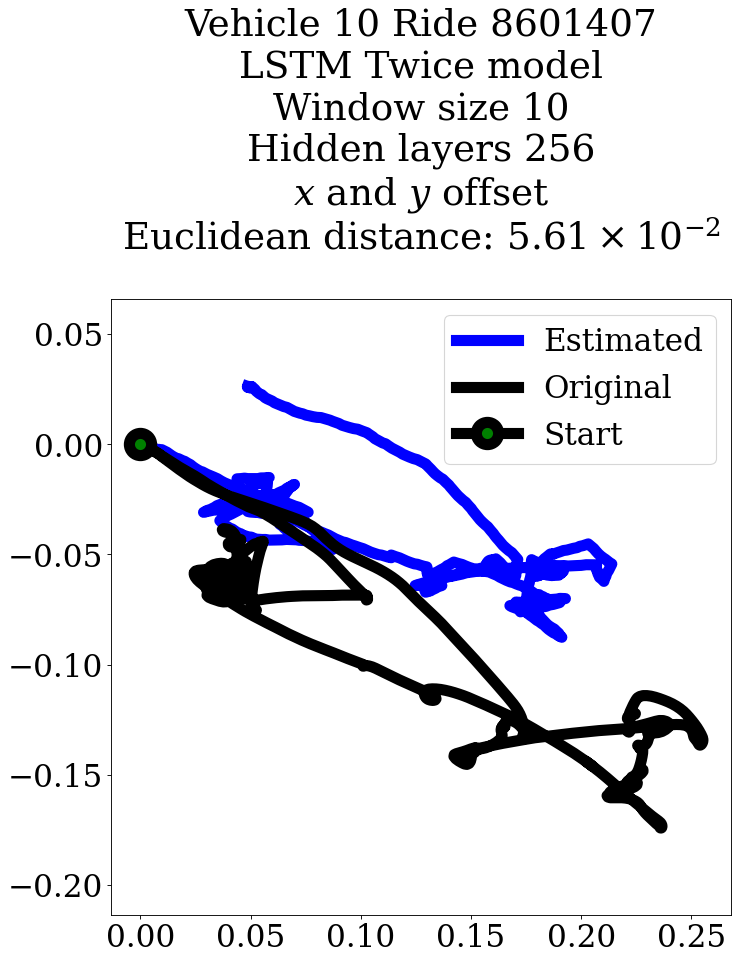 Vehicle 10 Ride 8601407
LSTM Twice model
Window size 10
Hidden layers 256
x and y offset
Euclidean distance: 5.61 × 10⁻²
Estimated
Original
Start
0.05
0.00
−0.05
−0.10
−0.15
−0.20
0.00 0.05 0.10 0.15 0.20 0.25